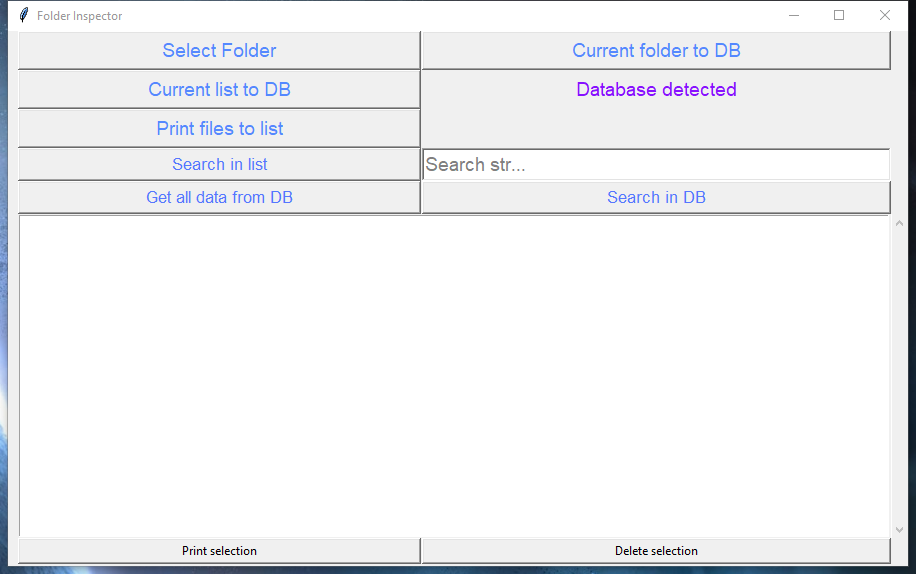 Folder Inspector
Select Folder
Current folder to DB
Current list to DB
Database detected
Print files to list
Search in list
Search str...
Get all data from DB
Search in DB
Print selection
Delete selection